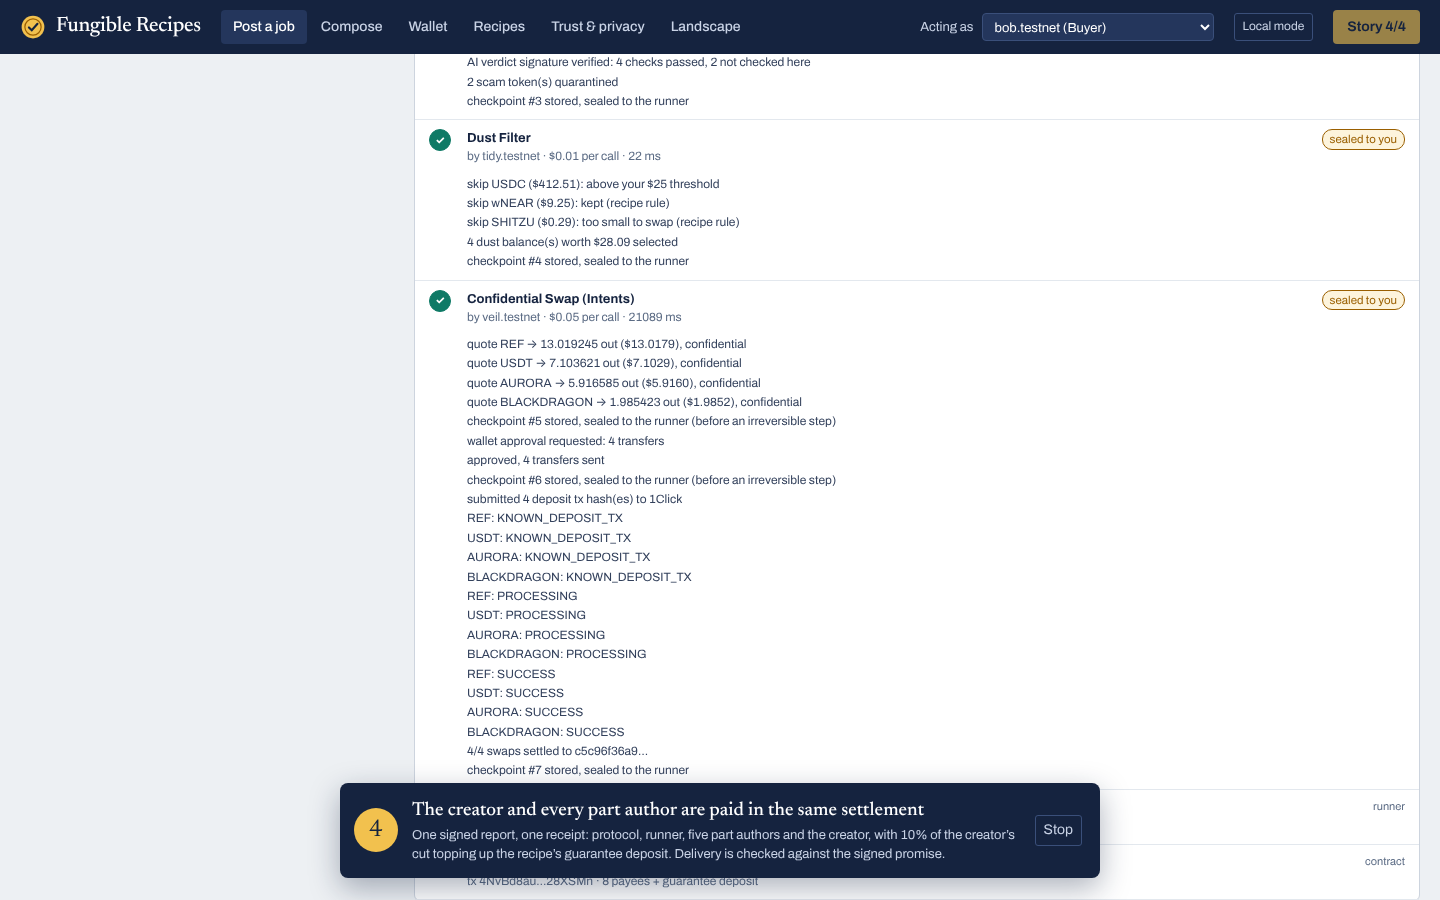 Fungible Recipes
Post a job
Compose
Wallet
Recipes
Trust & privacy
Landscape
Acting as
bob.testnet (Buyer)
Local mode
Story 4/4
AI verdict signature verified: 4 checks passed, 2 not checked here
2 scam token(s) quarantined
checkpoint #3 stored, sealed to the runner
Dust Filter
sealed to you
by tidy.testnet · $0.01 per call · 22 ms
skip USDC ($412.51): above your $25 threshold
skip wNEAR ($9.25): kept (recipe rule)
skip SHITZU ($0.29): too small to swap (recipe rule)
4 dust balance(s) worth $28.09 selected
checkpoint #4 stored, sealed to the runner
Confidential Swap (Intents)
sealed to you
by veil.testnet · $0.05 per call · 21089 ms
quote REF → 13.019245 out ($13.0179), confidential
quote USDT → 7.103621 out ($7.1029), confidential
quote AURORA → 5.916585 out ($5.9160), confidential
quote BLACKDRAGON → 1.985423 out ($1.9852), confidential
checkpoint #5 stored, sealed to the runner (before an irreversible step)
wallet approval requested: 4 transfers
approved, 4 transfers sent
checkpoint #6 stored, sealed to the runner (before an irreversible step)
submitted 4 deposit tx hash(es) to 1Click
REF: KNOWN_DEPOSIT_TX
USDT: KNOWN_DEPOSIT_TX
AURORA: KNOWN_DEPOSIT_TX
BLACKDRAGON: KNOWN_DEPOSIT_TX
REF: PROCESSING
USDT: PROCESSING
AURORA: PROCESSING
BLACKDRAGON: PROCESSING
REF: SUCCESS
USDT: SUCCESS
AURORA: SUCCESS
BLACKDRAGON: SUCCESS
4/4 swaps settled to c5c96f36a9...
checkpoint #7 stored, sealed to the runner
runner
4
The creator and every part author are paid in the same settlement
One signed report, one receipt: protocol, runner, five part authors and the creator, with 10% of the creator's
cut topping up the recipe's guarantee deposit. Delivery is checked against the signed promise.
Stop
contract
tx 4NvBd8au...28XSMn · 8 payees + guarantee deposit